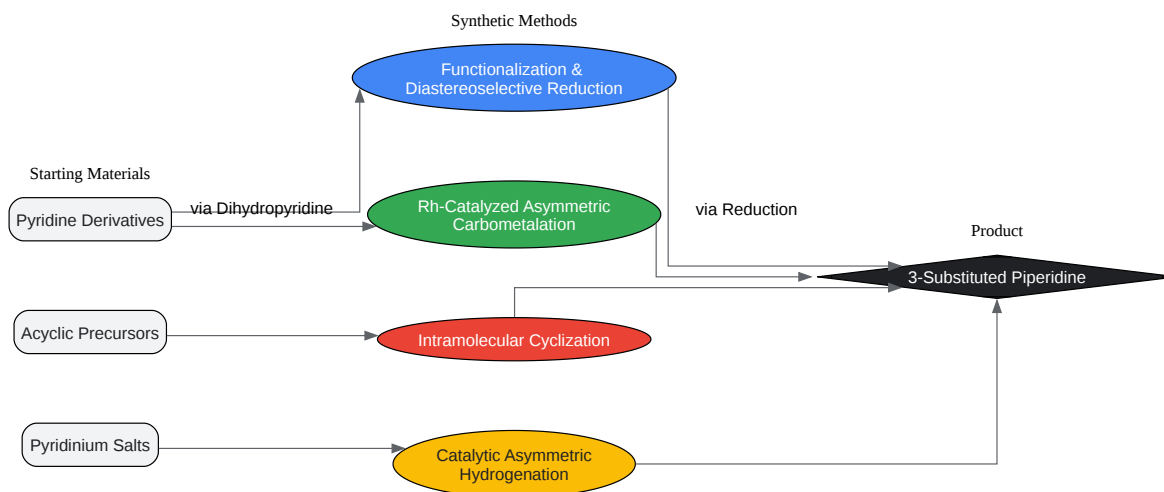 Synthetic Methods
Functionalization &
Diastereoselective Reduction
Starting Materials
Pyridine Derivatives
via Dihydropyridine
Rh-Catalyzed Asymmetric
Carbometalation
via Reduction
Product
3-Substituted Piperidine
Acyclic Precursors
Intramolecular Cyclization
Pyridinium Salts
Catalytic Asymmetric
Hydrogenation